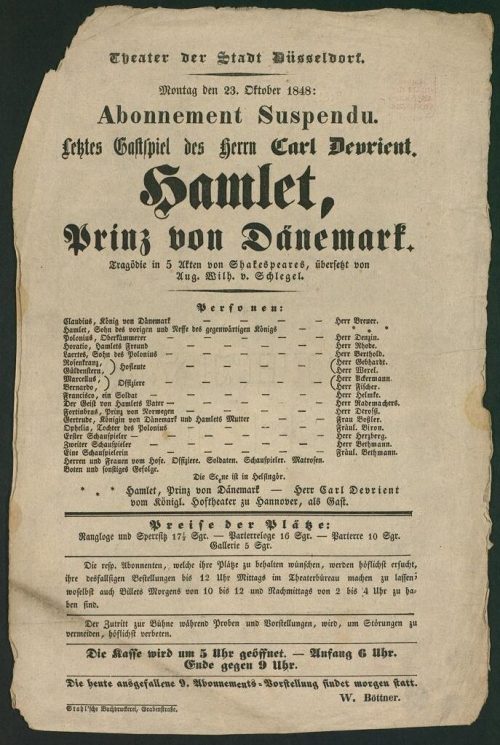 Theater der Stadt Düsseldorf.
Montag den 23. Oktober 1848:
Abonnement Suspendu.
Letztes Gastspiel des Herrn Carl Devrient.
Hamlet,
Prinz von Dänemark.
Tragödie in 5 Akten von Shakespeares, übersetzt von
Aug. Wilh. v. Schlegel.
Personen:
Claudius, König von Dänemark — — — — Herr Breuer.
Hamlet, Sohn des vorigen und Neffe des gegenwärtigen Königs — * * *
Polonius, Oberkämmerer — — — — — Herr Denzin.
Horatio, Hamlets Freund — — — — — Herr Rhode.
Laertes, Sohn des Polonius — — — — — Herr Berthold.
Rosenkranz, } Hofleute — — — — — { Herr Gebhardt.
Güldenstern, { Herr Werel.
Marcellus, } Offiziere — — — — — { Herr Ackermann.
Bernardo, { Herr Fischer.
Francisco, ein Soldat — — — — — Herr Helmke.
Der Geist von Hamlets Vater — — — — — Herr Rademachers.
Fortinbras, Prinz von Norwegen — — — — Herr Derossi.
Gertrude, Königin von Dänemark und Hamlets Mutter — — Frau Boßler.
Ophelia, Tochter des Polonius — — — — Fräul. Biron.
Erster Schauspieler — — — — — Herr Herzberg.
Zweiter Schauspieler — — — — — Herr Bethmann.
Eine Schauspielerin — — — — — Fräul. Bethmann.
Herren und Frauen vom Hofe. Offiziere. Soldaten. Schauspieler. Matrosen.
Boten und sonstiges Gefolge.
Die Scene ist in Helsingör.
* * * Hamlet, Prinz von Dänemark — Herr Carl Devrient
vom Königl. Hoftheater zu Hannover, als Gast.
Preise der Plätze:
Rangloge und Sperrsitz 17½ Sgr. — Parterreloge 16 Sgr. — Parterre 10 Sgr.
Gallerie 5 Sgr.
Die resp. Abonnenten, welche ihre Plätze zu behalten wünschen, werden höflichst ersucht,
ihre desfallsigen Bestellungen bis 12 Uhr Mittags im Theaterbüreau machen zu lassen,
woselbst auch Billets Morgens von 10 bis 12 und Nachmittags von 2 bis 4 Uhr zu ha-
ben sind.
Der Zutritt zur Bühne während Proben und Vorstellungen, wird, um Störungen zu
vermeiden, höflichst verbeten.
Die Kasse wird um 5 Uhr geöffnet. — Anfang 6 Uhr.
Ende gegen 9 Uhr.
Die heute ausgefallene 9. Abonnements-Vorstellung findet morgen statt.
W. Böttner.
Stahl'sche Buchdruckerei, Grabenstraße.